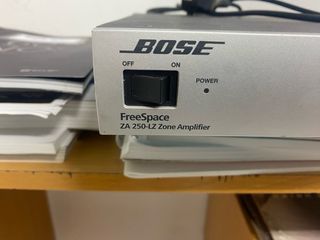 BOSE
OFF ON
POWER
FreeSpace
ZA 250-LZ Zone Amplifier